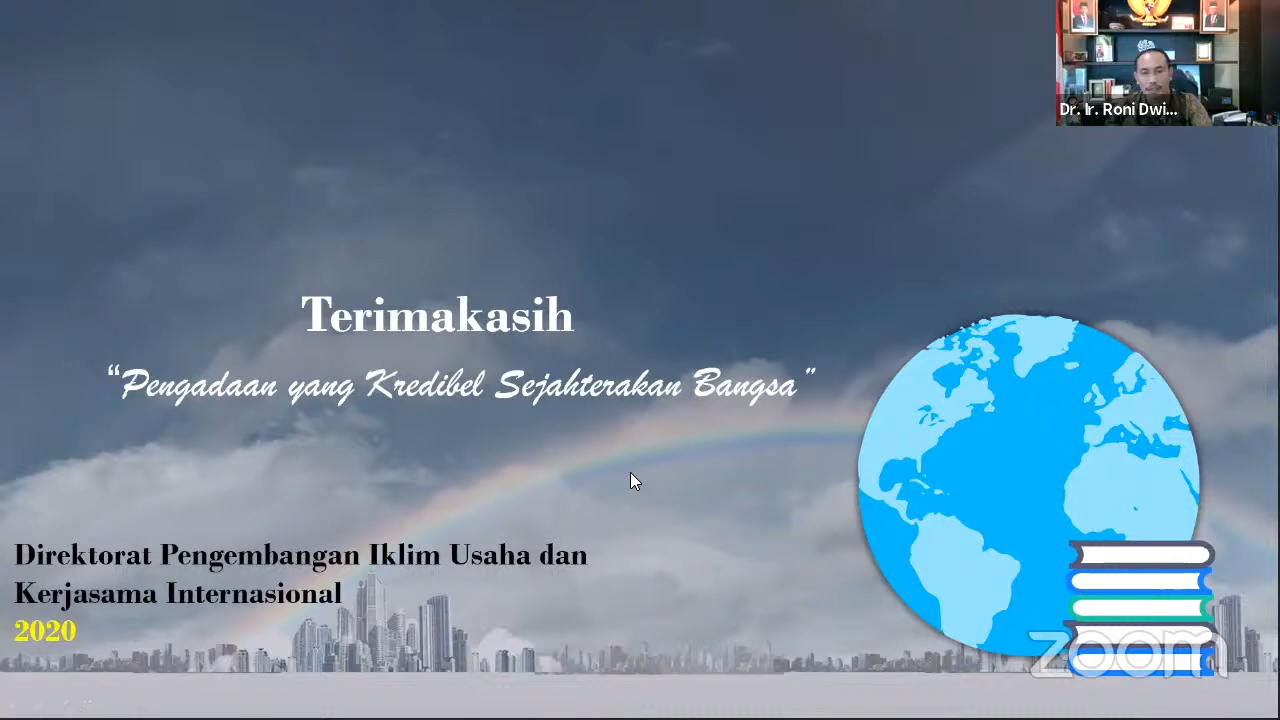 Dr. Ir. Roni Dwi...
Terimakasih
“Pengadaan yang Kredibel Sejahterakan Bangsa”
Direktorat Pengembangan Iklim Usaha dan
Kerjasama Internasional
2020
zoom